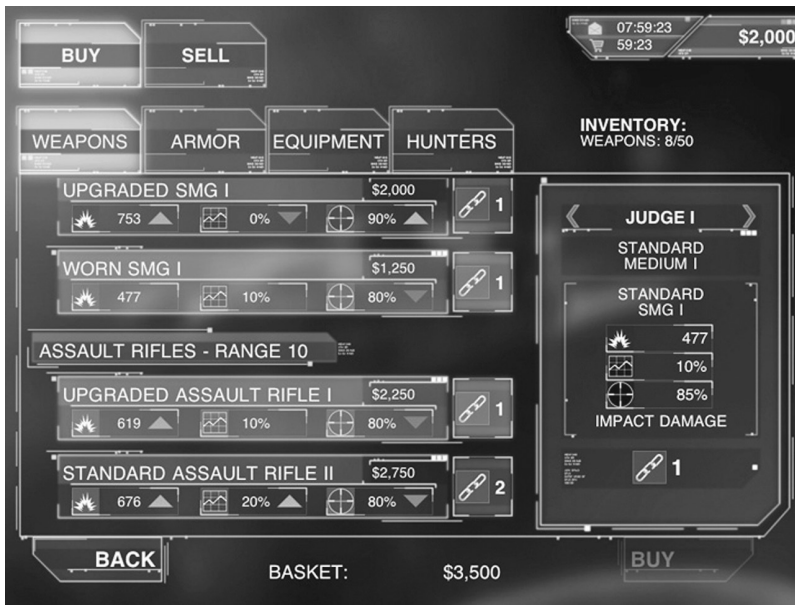 BUY
SELL
07:59:23
59:23
$2,000
WEAPONS
ARMOR
EQUIPMENT
HUNTERS
INVENTORY:
WEAPONS: 8/50
UPGRADED SMG I
$2,000
753
0%
90%
1
WORN SMG I
$1,250
477
10%
80%
1
ASSAULT RIFLES - RANGE 10
UPGRADED ASSAULT RIFLE I
$2,250
619
10%
80%
1
STANDARD ASSAULT RIFLE II
$2,750
676
20%
80%
2
JUDGE I
STANDARD
MEDIUM I
STANDARD
SMG I
477
10%
85%
IMPACT DAMAGE
1
BACK
BASKET:
$3,500
BUY